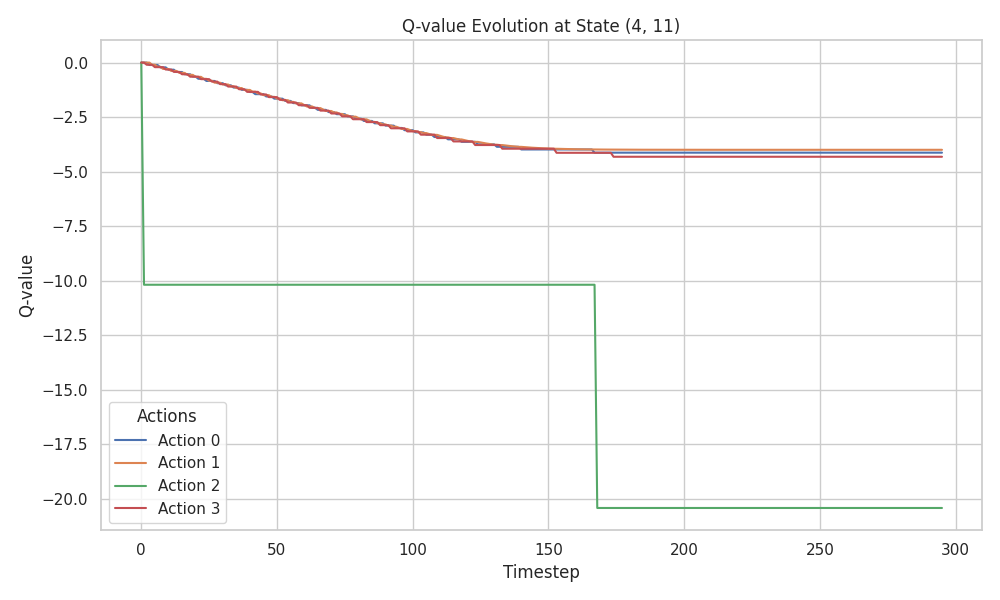 Q-value Evolution at State (4, 11)
0.0
−2.5
−5.0
−7.5
−10.0
−12.5
−15.0
−17.5
−20.0
Q-value
Actions
Action 0
Action 1
Action 2
Action 3
0 50 100 150 200 250 300
Timestep